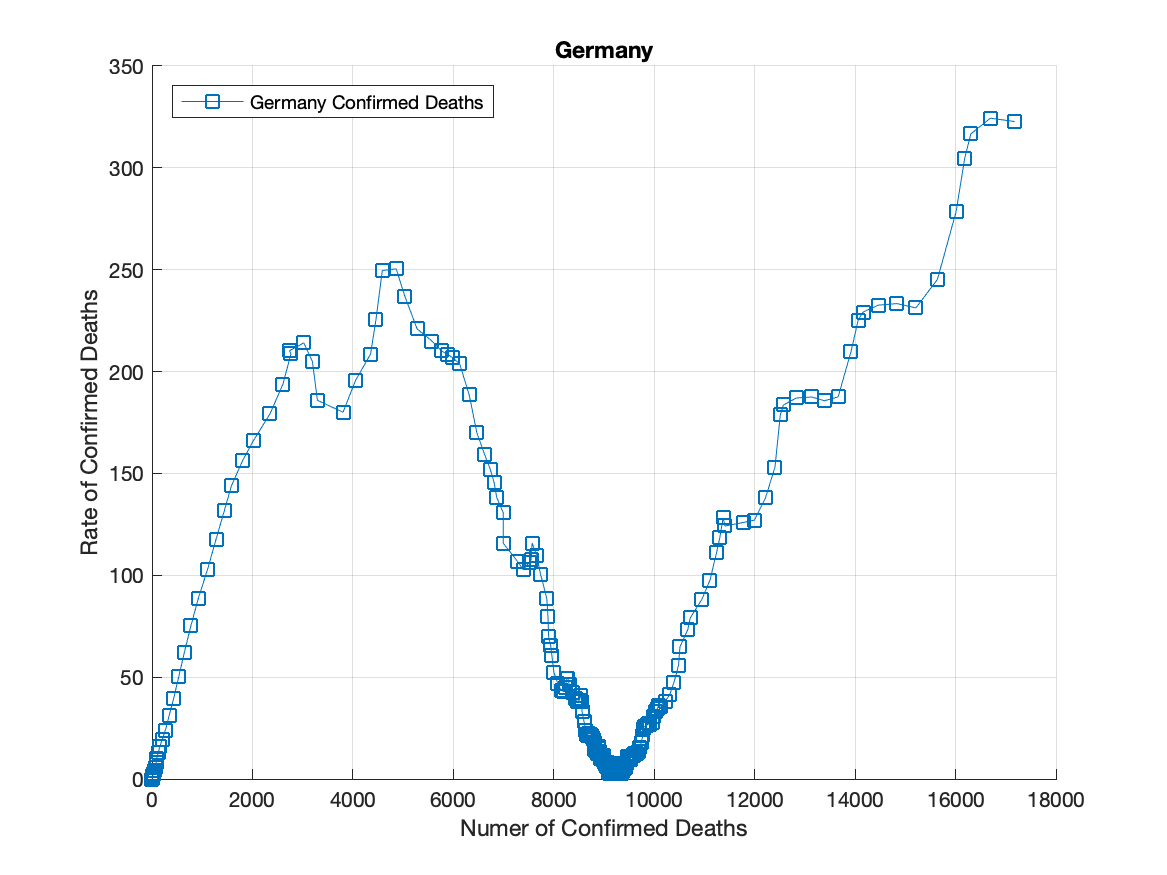 Germany
Germany Confirmed Deaths
350
300
250
200
150
100
50
0
0 2000 4000 6000 8000 10000 12000 14000 16000 18000
Rate of Confirmed Deaths
Numer of Confirmed Deaths